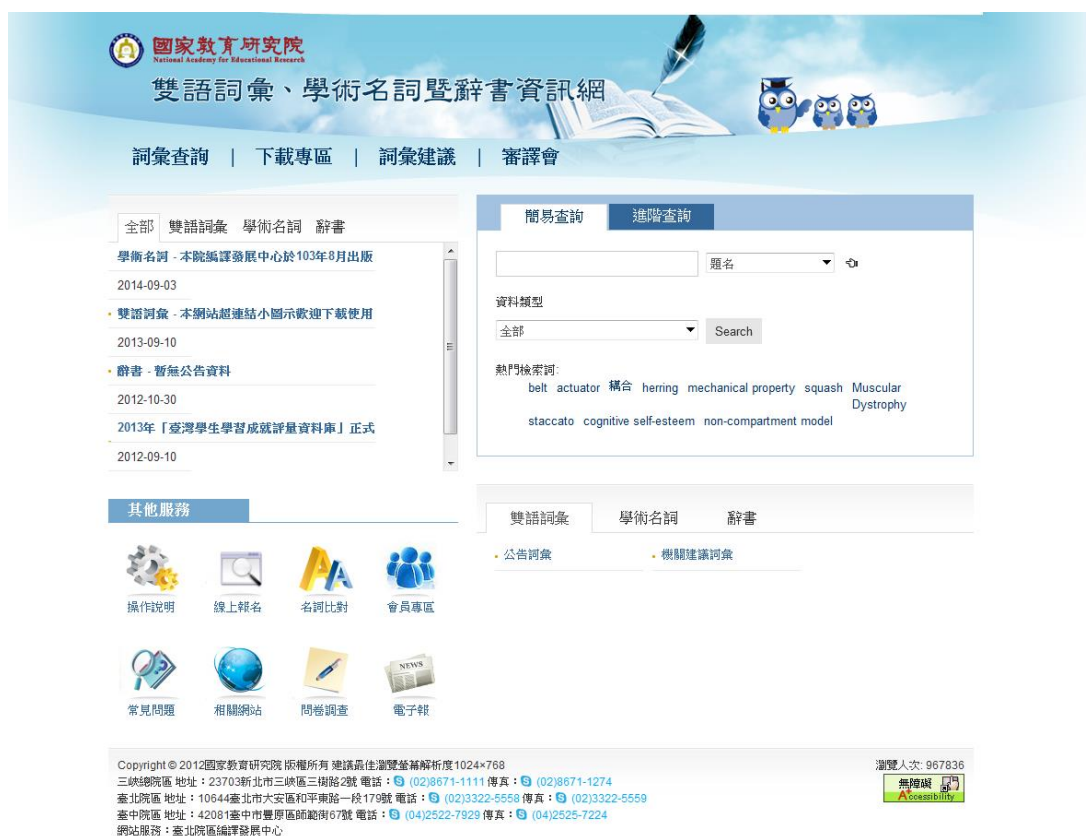 國家教育研究院
National Academy for Educational Research
雙語詞彙、學術名詞暨辭書資訊網
詞彙查詢 | 下載專區 | 詞彙建議 | 審譯會
全部 雙語詞彙 學術名詞 辭書
學術名詞 - 本院編譯發展中心於103年8月出版
2014-09-03
雙語詞彙 - 本網站超連結小圖示歡迎下載使用
2013-09-10
辭書 - 暫無公告資料
2012-10-30
2013年「臺灣學生學習成就評量資料庫」正式
2012-09-10
簡易查詢 進階查詢
題名
資料類型
全部 Search
熱門檢索詞:
belt actuator 耦合 herring mechanical property squash Muscular Dystrophy
staccato cognitive self-esteem non-compartment model
其他服務
操作說明 線上報名 名詞比對 會員專區
NEWS
常見問題 相關網站 問卷調查 電子報
雙語詞彙 學術名詞 辭書
公告詞彙 機關建議詞彙
Copyright © 2012國家教育研究院 版權所有 建議最佳瀏覽螢幕解析度1024×768
三峽總院區 地址：23703新北市三峽區三樹路2號 電話：(02)8671-1111 傳真：(02)8671-1274
臺北院區 地址：10644臺北市大安區和平東路一段179號 電話：(02)3322-5558 傳真：(02)3322-5559
臺中院區 地址：42081臺中市豐原區師範街67號 電話：(04)2522-7929 傳真：(04)2525-7224
網站服務：臺北院區編譯發展中心
瀏覽人次: 967836
無障礙
A+ccessibility